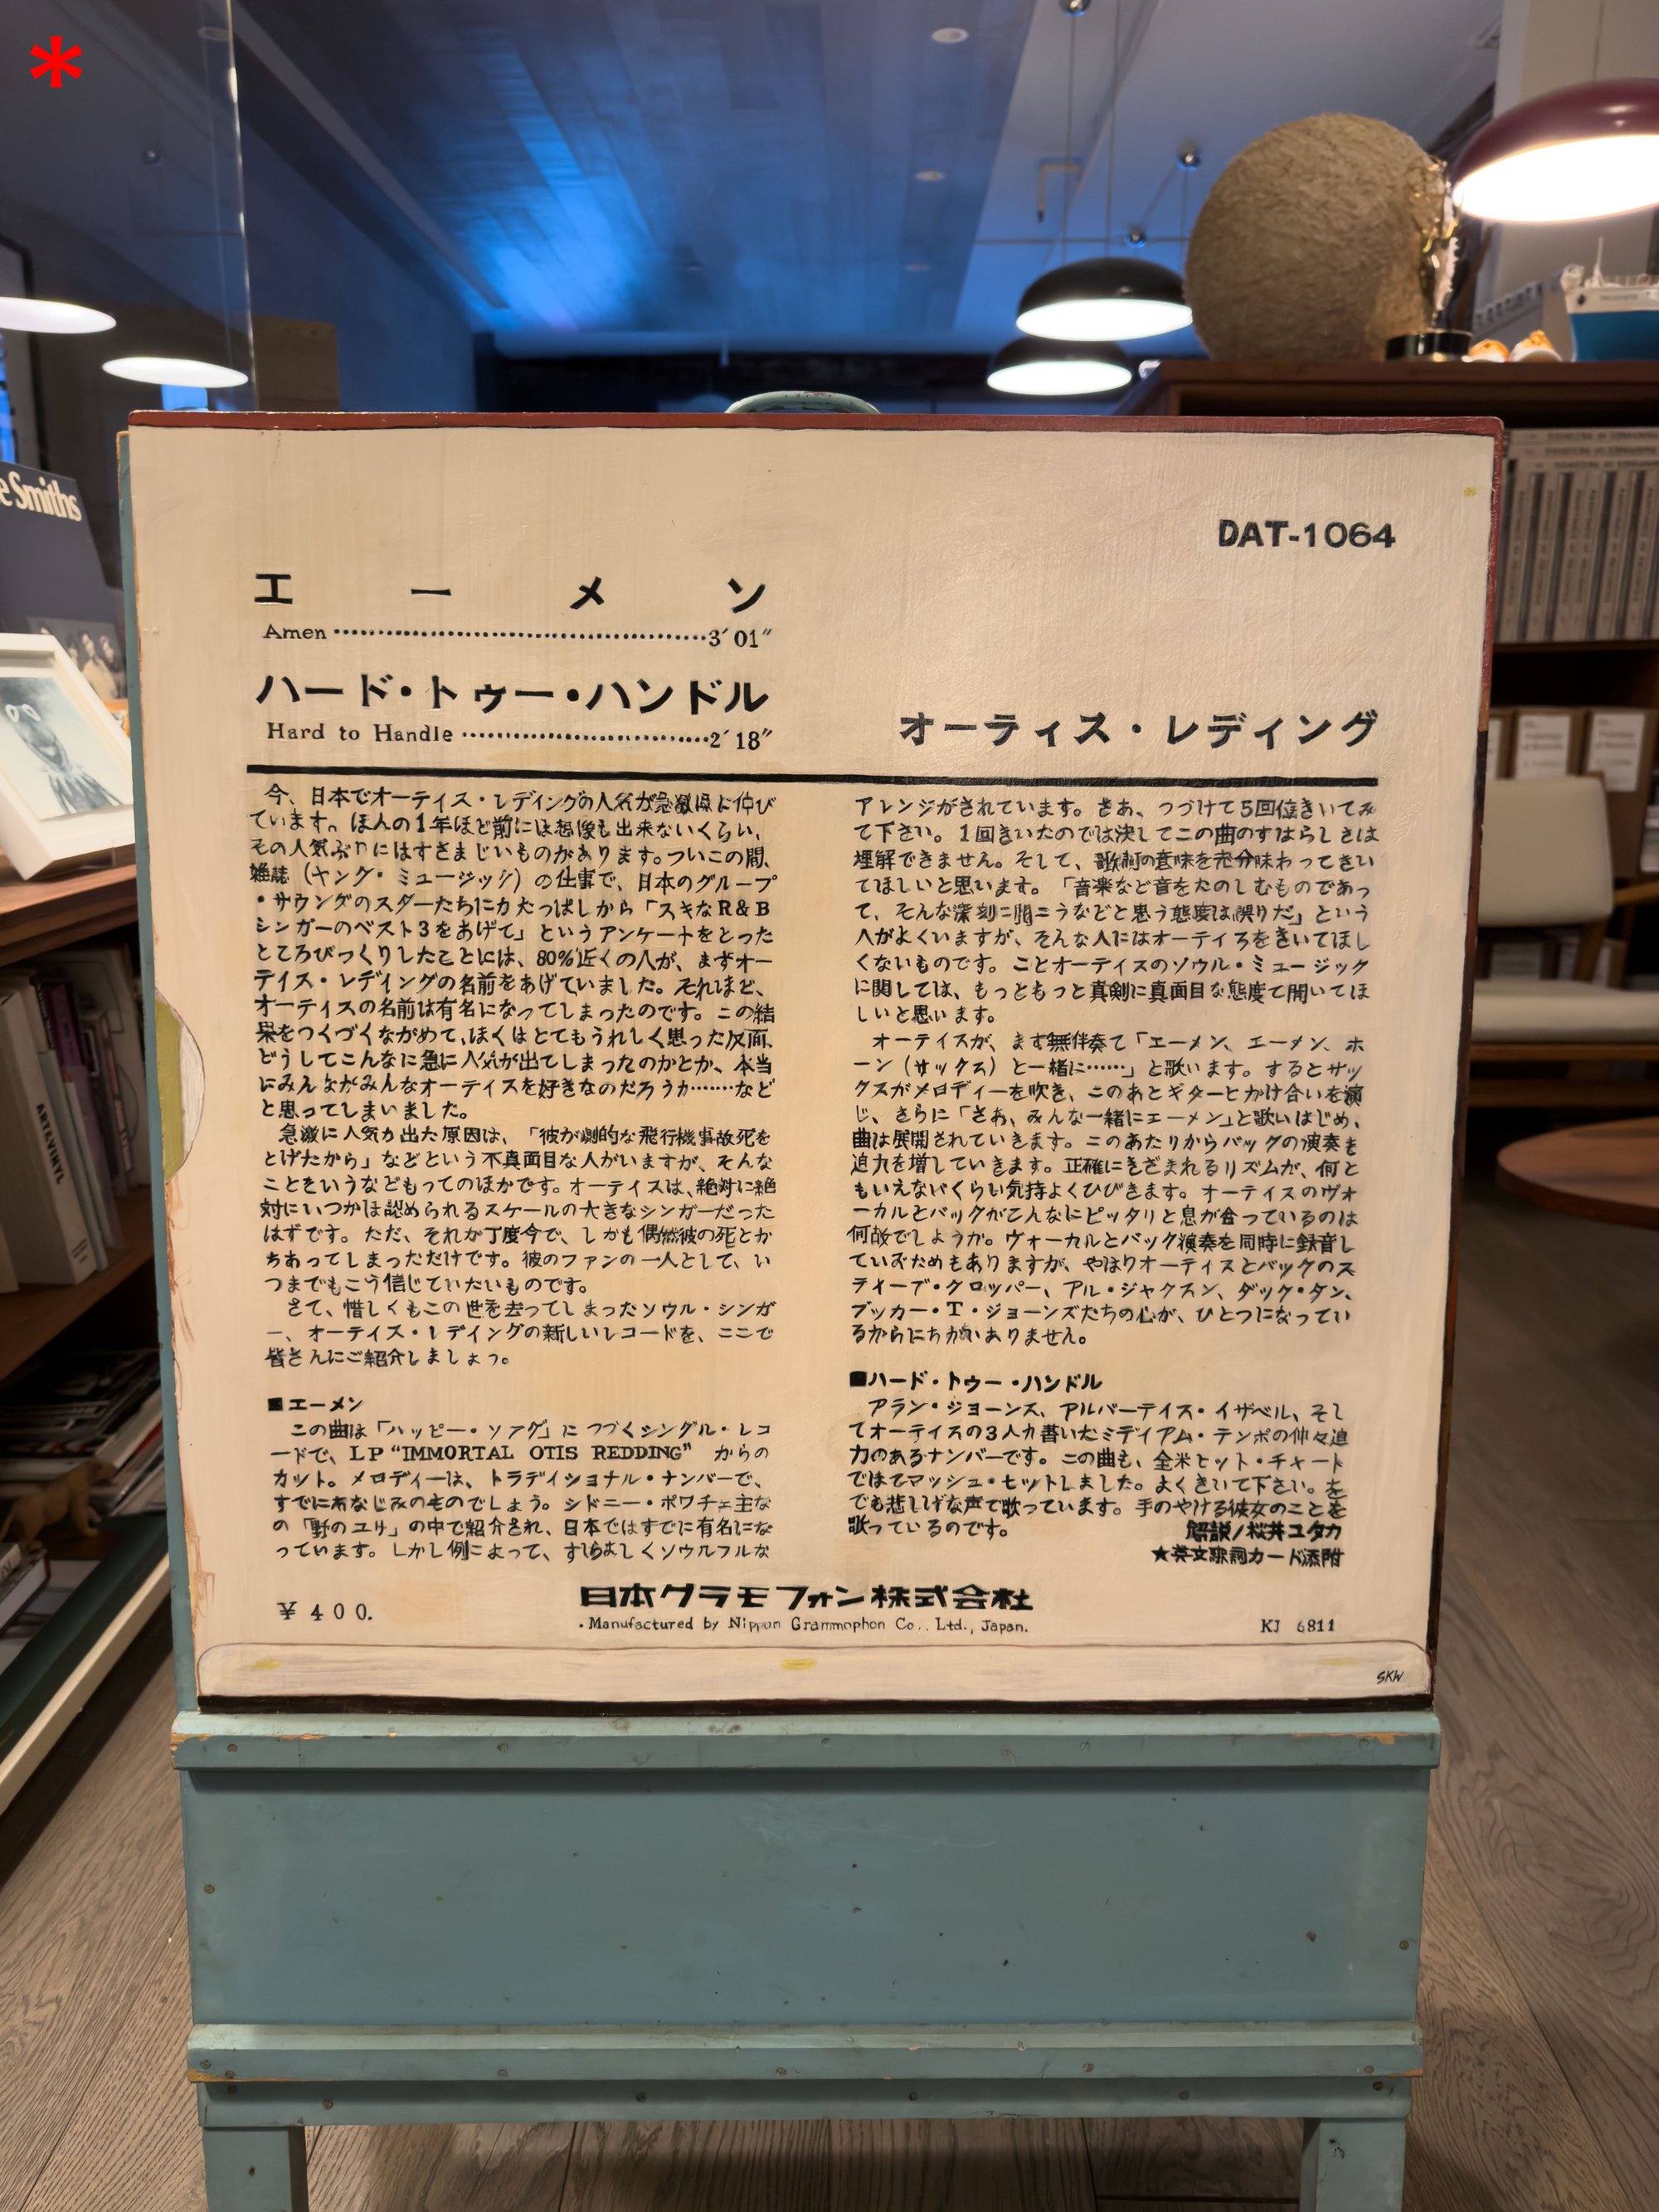 e Smiths
DAT-1064
エーメン
Amen 3′01″
ハード・トゥー・ハンドル
Hard to Handle 2′18″
オーティス・レディング
今、日本でオーティス・レディングの人気が急激に伸び
ています。ほんの1年ほど前には想像も出来ないくらい、
その人気ぶりにはすさまじいものがあります。ついこの間、
雑誌(ヤング・ミュージック)の仕事で、日本のグループ
・サウンズのスターたちにかたっぱしから「スキなR&B
シンガーのベスト3をあげて」というアンケートをとった
ところびっくりしたことには、80%近くの人が、まずオー
ティス・レディングの名前をあげていました。それほど、
オーティスの名前は有名になってしまったのです。この結
果をつくづくながめて、ぼくはとてもうれしく思った反面、
どうしてこんなに急に人気が出てしまったのかとか、本当
にみんながみんなオーティスを好きなのだろうか……など
と思ってしまいました。
急激に人気が出た原因は、「彼が劇的な飛行機事故死を
とげたから」などという不真面目な人がいますが、そんな
ことをいうなどもってのほかです。オーティスは、絶対に絶
対にいつかは認められるスケールの大きなシンガーだった
はずです。ただ、それが丁度今で、しかも偶然彼の死とか
ちあってしまっただけです。彼のファンの一人として、い
つまでもこう信じていたいものです。
さて、惜しくもこの世を去ってしまったソウル・シンガ
ー、オーティス・レディングの新しいレコードを、ここで
皆さんにご紹介しましょう。
■エーメン
この曲は「ハッピー・ソング」につづくシングル・レコ
ードで、LP“IMMORTAL OTIS REDDING” からの
カット。メロディーは、トラディショナル・ナンバーで、
すでにおなじみのものでしょう。シドニー・ポワチェ主な
の「野のユリ」の中で紹介され、日本ではすでに有名にな
っています。しかし例によって、すばらしくソウルフルな
アレンジがされています。さあ、つづけて5回位きいてみ
て下さい。1回きいたのでは決してこの曲のすばらしさは
理解できません。そして、歌詞の意味を充分味わってきい
てほしいと思います。「音楽など音をたのしむものであっ
て、そんな深刻に聞こうなどと思う態度は誤りだ」という
人がよくいますが、そんな人にはオーティスをきいてほし
くないものです。ことオーティスのソウル・ミュージック
に関しては、もっともっと真剣に真面目な態度で聞いてほ
しいと思います。
オーティスが、まず無伴奏で「エーメン、エーメン、ホ
ーン(サックス)と一緒に……」と歌います。するとサッ
クスがメロディーを吹き、このあとギターとかけ合いを演
じ、さらに「さあ、みんな一緒にエーメン」と歌いはじめ、
曲は展開されていきます。このあたりからバックの演奏も
迫力を増していきます。正確にきざまれるリズムが、何と
もいえないくらい気持よくひびきます。オーティスのヴォ
ーカルとバックがこんなにピッタリと息が合っているのは
何故でしょうか。ヴォーカルとバック演奏を同時に録音し
ているためもありますが、やはりオーティスとバックのス
ティーブ・クロッパー、アル・ジャクスン、ダック・ダン、
ブッカー・T・ジョーンズたちの心が、ひとつになってい
るからにちがいありません。
■ハード・トゥー・ハンドル
アラン・ジョーンズ、アルバーティス・イザベル、そし
てオーティスの3人が書いたミディアム・テンポの仲々迫
力のあるナンバーです。この曲も、全米ヒット・チャート
ではマッシュ・ヒットしました。よくきいて下さい。を
でも悲しげな声で歌っています。手のやける彼女のことを
歌っているのです。
解説/桜井ユタカ
★英文歌詞カード添附
¥400.
日本グラモフォン株式会社
Manufactured by Nippon Grammophon Co., Ltd., Japan.
KJ 6811
SKW
ARTVINYL